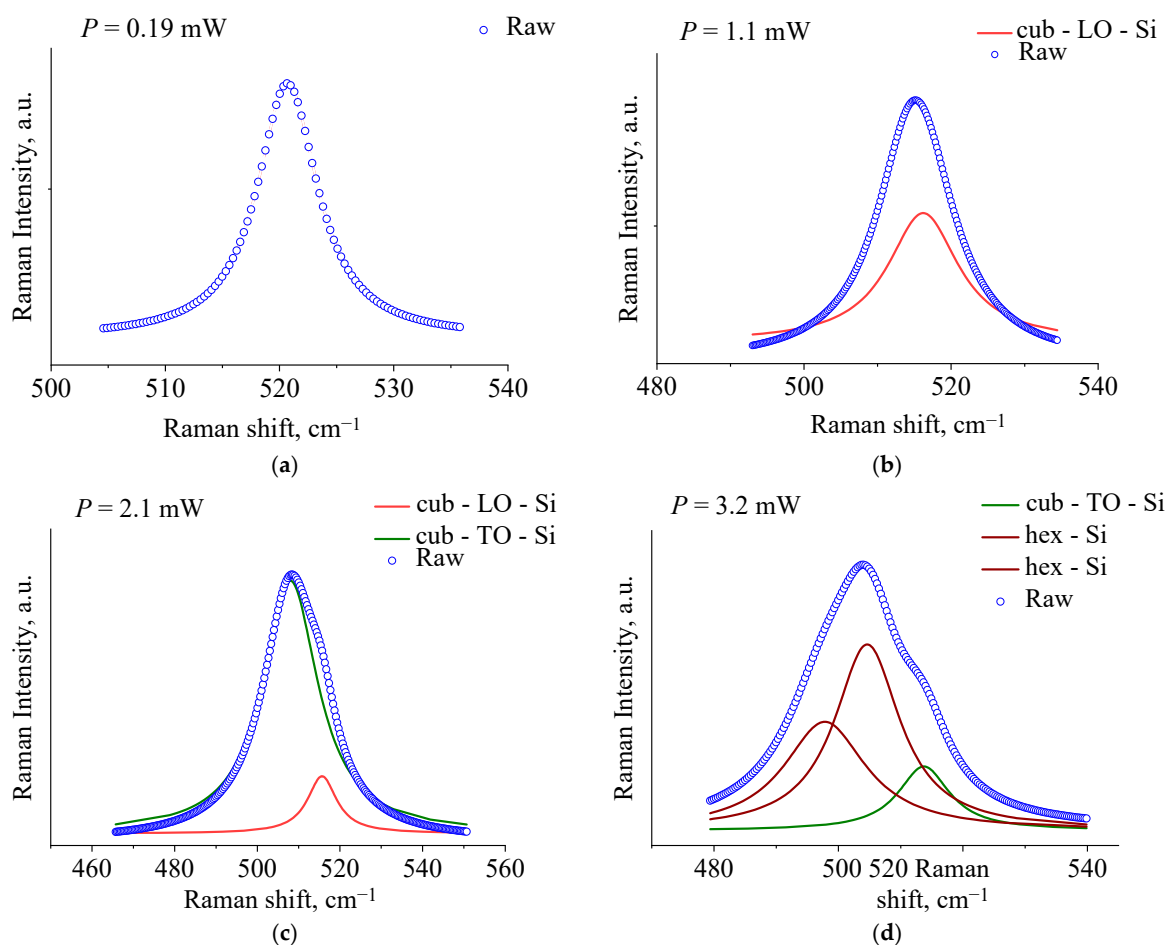 P = 0.19 mW
Raw
Raman Intensity, a.u.
500 510 520 530 540
Raman shift, cm−1
(a)
P = 1.1 mW
cub - LO - Si
Raw
Raman Intensity, a.u.
480 500 520 540
Raman shift, cm−1
(b)
P = 2.1 mW
cub - LO - Si
cub - TO - Si
Raw
Raman Intensity, a.u.
460 480 500 520 540 560
Raman shift, cm−1
(c)
P = 3.2 mW
cub - TO - Si
hex - Si
hex - Si
Raw
Raman Intensity, a.u.
480 500 520 Raman 540
shift, cm−1
(d)